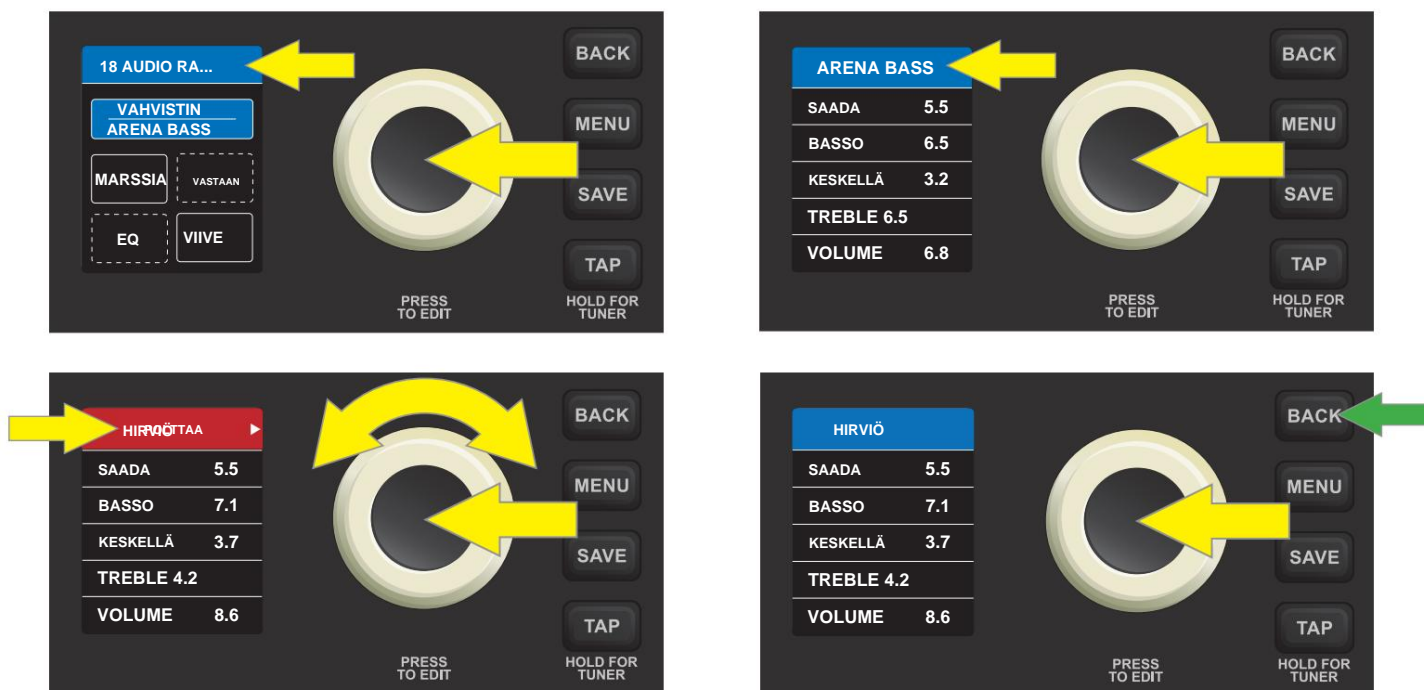 18 AUDIO RA...
VAHVISTIN
ARENA BASS
MARSSIA
VASTAAN
EQ
VIIVE
BACK
MENU
SAVE
TAP
PRESS
TO EDIT
HOLD FOR
TUNER
ARENA BASS
SAADA 5.5
BASSO 6.5
KESKELLÄ 3.2
TREBLE 6.5
VOLUME 6.8
BACK
MENU
SAVE
TAP
PRESS
TO EDIT
HOLD FOR
TUNER
HIRVIÖ
SAADA 5.5
BASSO 7.1
KESKELLÄ 3.7
TREBLE 4.2
VOLUME 8.6
BACK
MENU
SAVE
TAP
PRESS
TO EDIT
HOLD FOR
TUNER
HIRVIÖ
SAADA 5.5
BASSO 7.1
KESKELLÄ 3.7
TREBLE 4.2
VOLUME 8.6
BACK
MENU
SAVE
TAP
PRESS
TO EDIT
HOLD FOR
TUNER